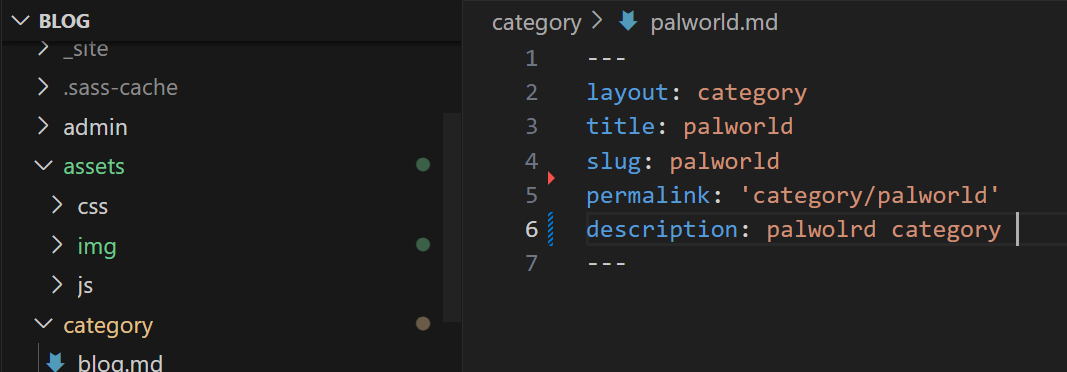 BLOG
_site
.sass-cache
admin
assets
css
img
js
category
blog.md
category > palworld.md
1 ---
2 layout: category
3 title: palworld
4 slug: palworld
5 permalink: 'category/palworld'
6 description: palwolrd category
7 ---